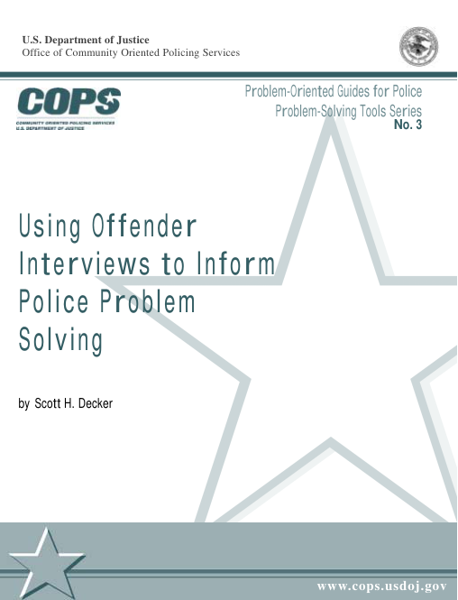 U.S. Department of Justice
Office of Community Oriented Policing Services
COPS
COMMUNITY ORIENTED POLICING SERVICES
U.S. DEPARTMENT OF JUSTICE
Problem-Oriented Guides for Police
Problem-Solving Tools Series
No. 3
Using Offender
Interviews to Inform
Police Problem
Solving
by Scott H. Decker
www.cops.usdoj.gov